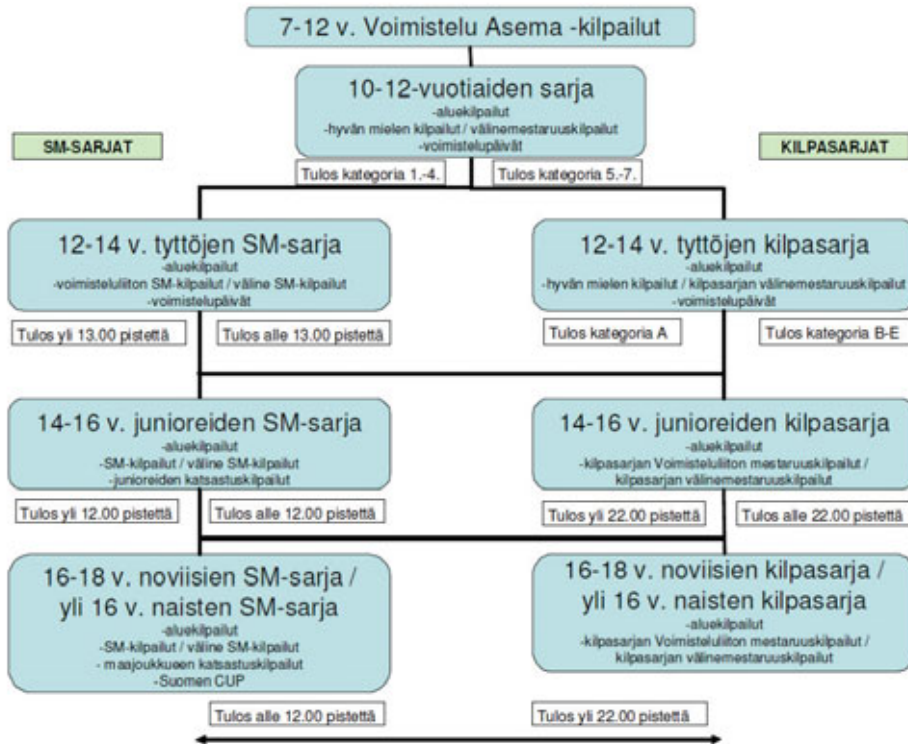 7-12 v. Voimistelu Asema -kilpailut
10-12-vuotiaiden sarja
-aluekilpailut
-hyvän mielen kilpailut / välinemestaruuskilpailut
-voimistelupäivät
SM-SARJAT
KILPASARJAT
Tulos kategoria 1.-4.
Tulos kategoria 5.-7.
12-14 v. tyttöjen SM-sarja
-aluekilpailut
-voimisteluliiton SM-kilpailut / väline SM-kilpailut
-voimistelupäivät
12-14 v. tyttöjen kilpasarja
-aluekilpailut
-hyvän mielen kilpailut / kilpasarjan välinemestaruuskilpailut
-voimistelupäivät
Tulos yli 13.00 pistettä
Tulos alle 13.00 pistettä
Tulos kategoria A
Tulos kategoria B-E
14-16 v. junioreiden SM-sarja
-aluekilpailut
-SM-kilpailut / väline SM-kilpailut
-junioreiden katsastuskilpailut
14-16 v. junioreiden kilpasarja
-aluekilpailut
-kilpasarjan Voimisteluliiton mestaruuskilpailut /
kilpasarjan välinemestaruuskilpailut
Tulos yli 12.00 pistettä
Tulos alle 12.00 pistettä
Tulos yli 22.00 pistettä
Tulos alle 22.00 pistettä
16-18 v. noviisien SM-sarja /
yli 16 v. naisten SM-sarja
-aluekilpailut
-SM-kilpailut / väline SM-kilpailut
- maajoukkueen katsastuskilpailut
-Suomen CUP
16-18 v. noviisien kilpasarja /
yli 16 v. naisten kilpasarja
-aluekilpailut
-kilpasarjan Voimisteluliiton mestaruuskilpailut /
kilpasarjan välinemestaruuskilpailut
Tulos alle 12.00 pistettä
Tulos yli 22.00 pistettä